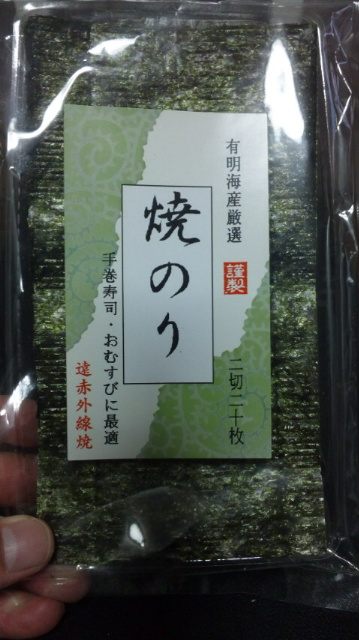 有明海産厳選
謹製
二切二十枚
焼のり
手巻寿司・おむすびに最適
遠赤外線焼